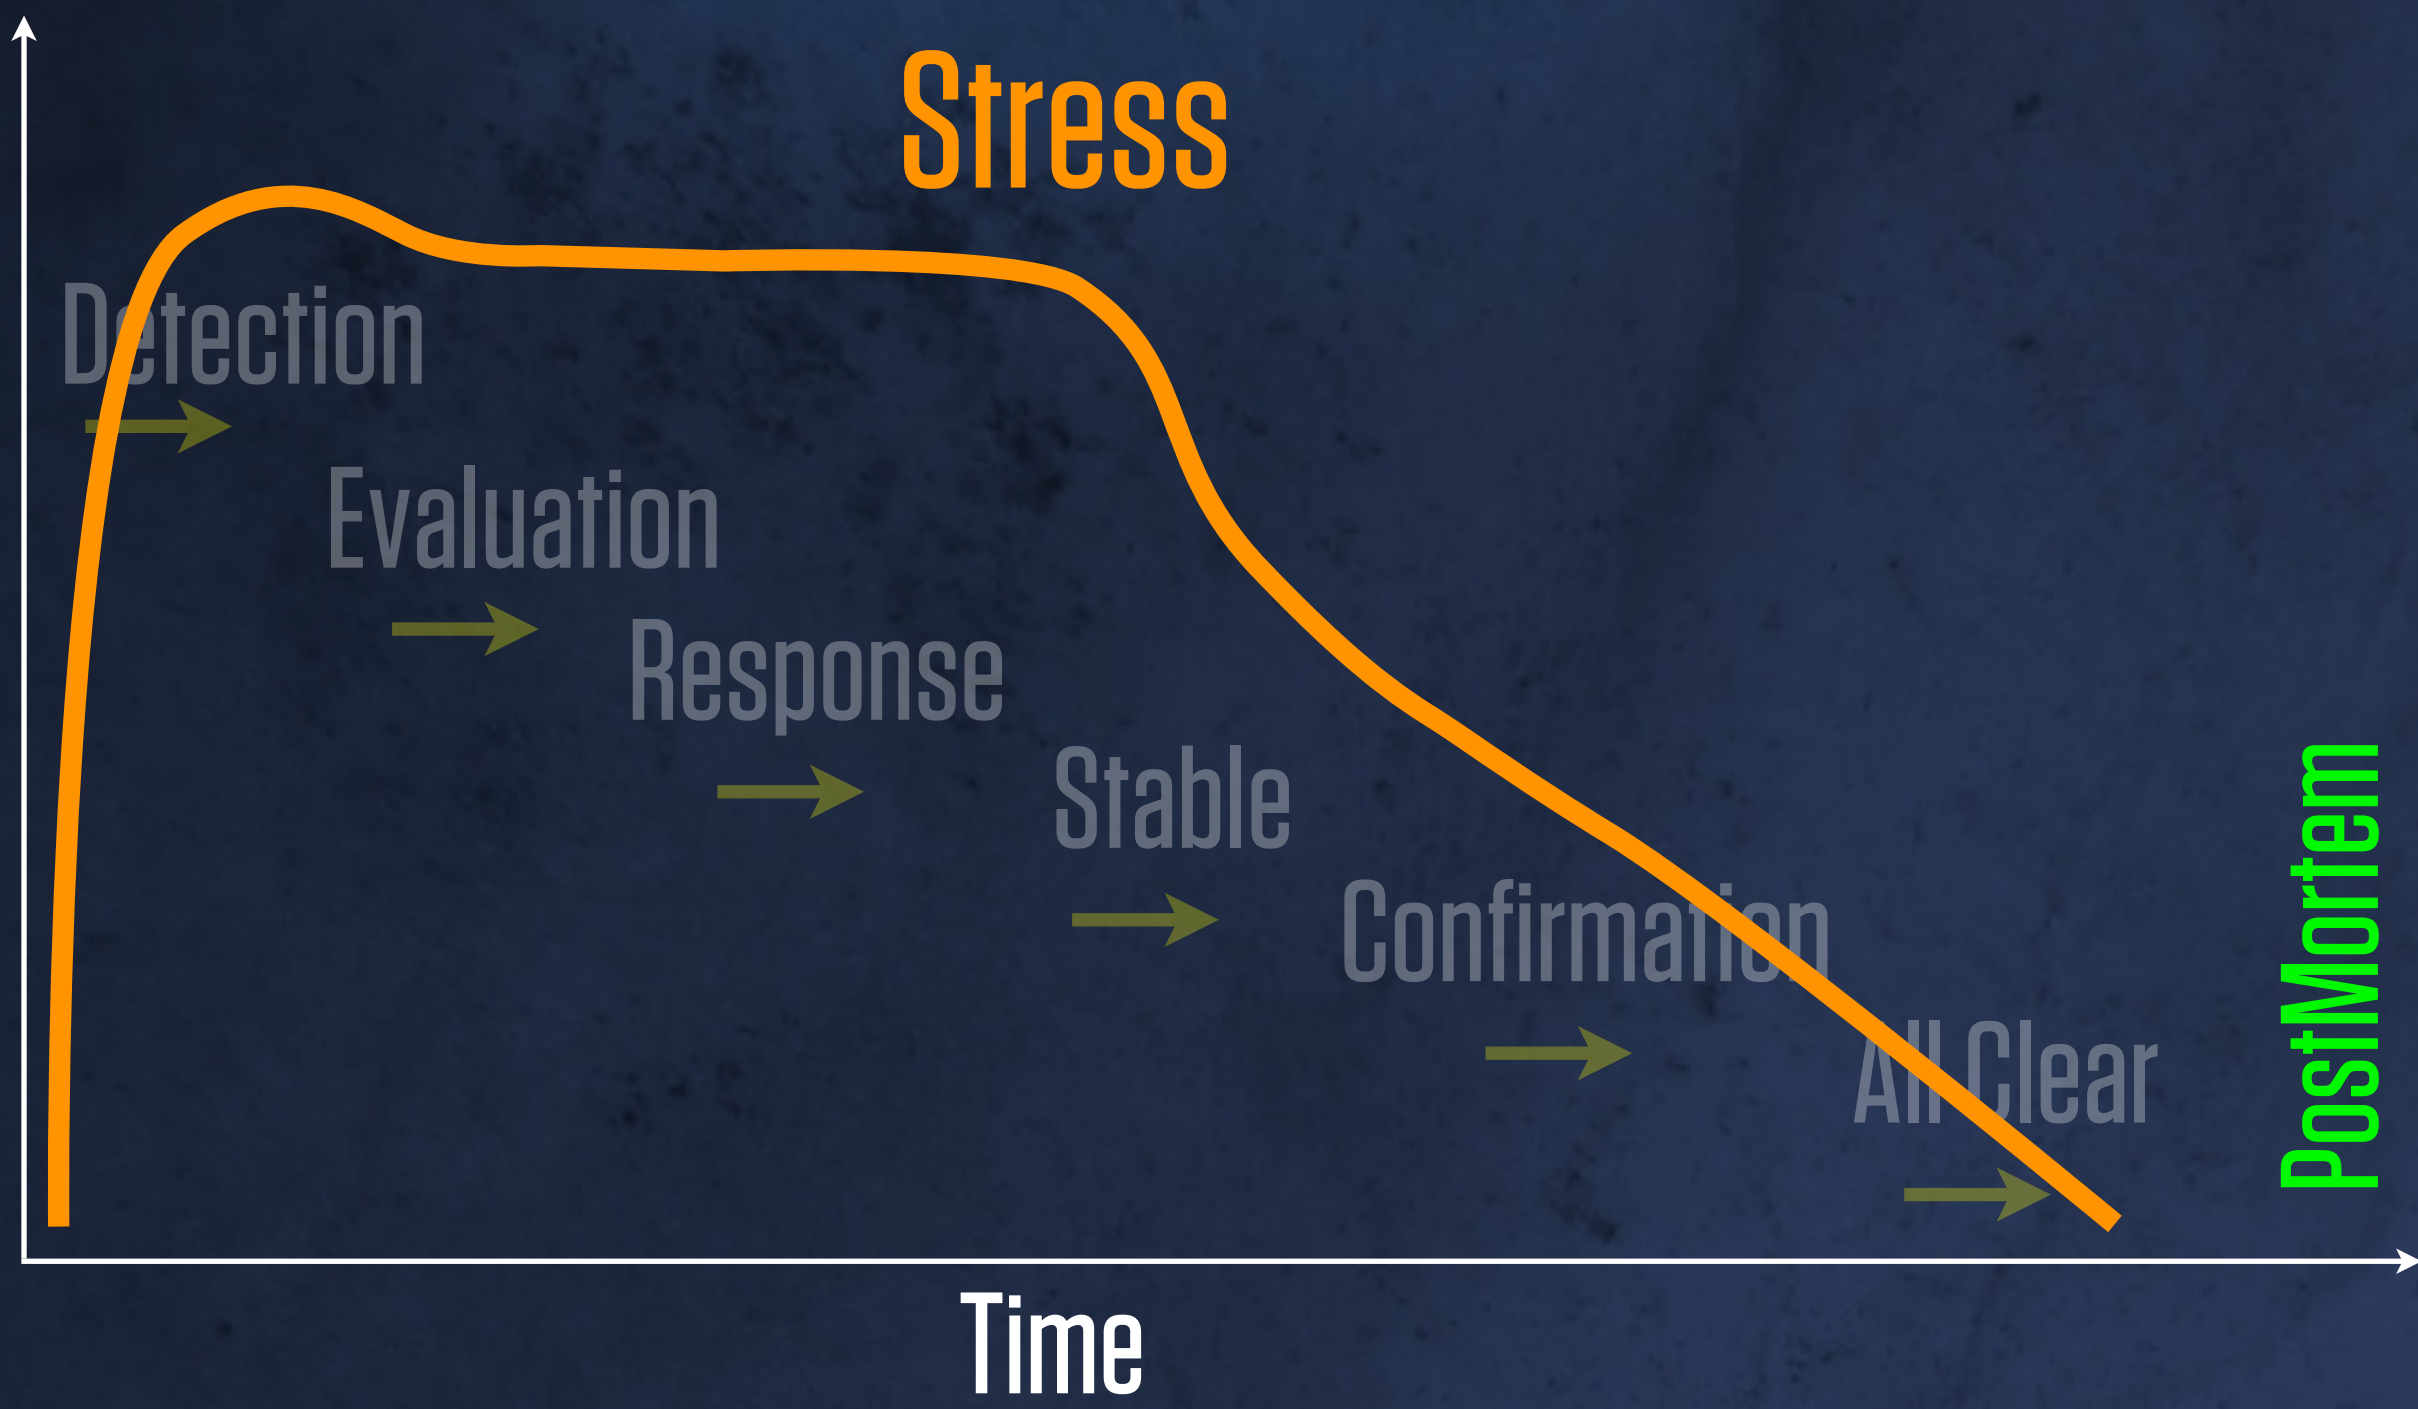 Stress
Detection
Evaluation
Response
Stable
Confirmation
All Clear
PostMortem
Time